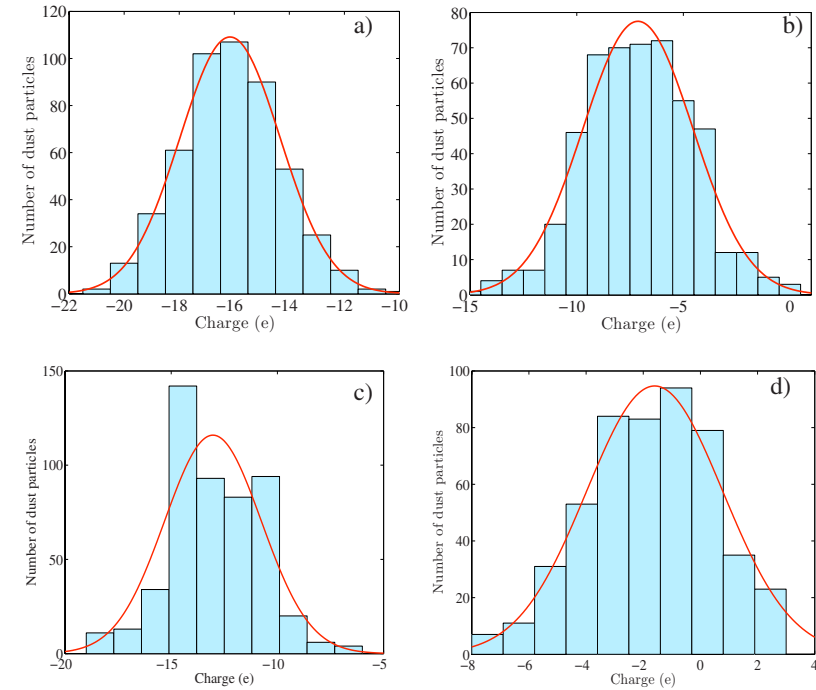 a)
120
100
80
60
40
20
0
Number of dust particles
−22 −20 −18 −16 −14 −12 −10
Charge (e)
b)
80
70
60
50
40
30
20
10
0
Number of dust particles
−15 −10 −5 0
Charge (e)
c)
150
100
50
0
Number of dust particles
−20 −15 −10 −5
Charge (e)
d)
100
80
60
40
20
0
Number of dust particles
−8 −6 −4 −2 0 2 4
Charge (e)